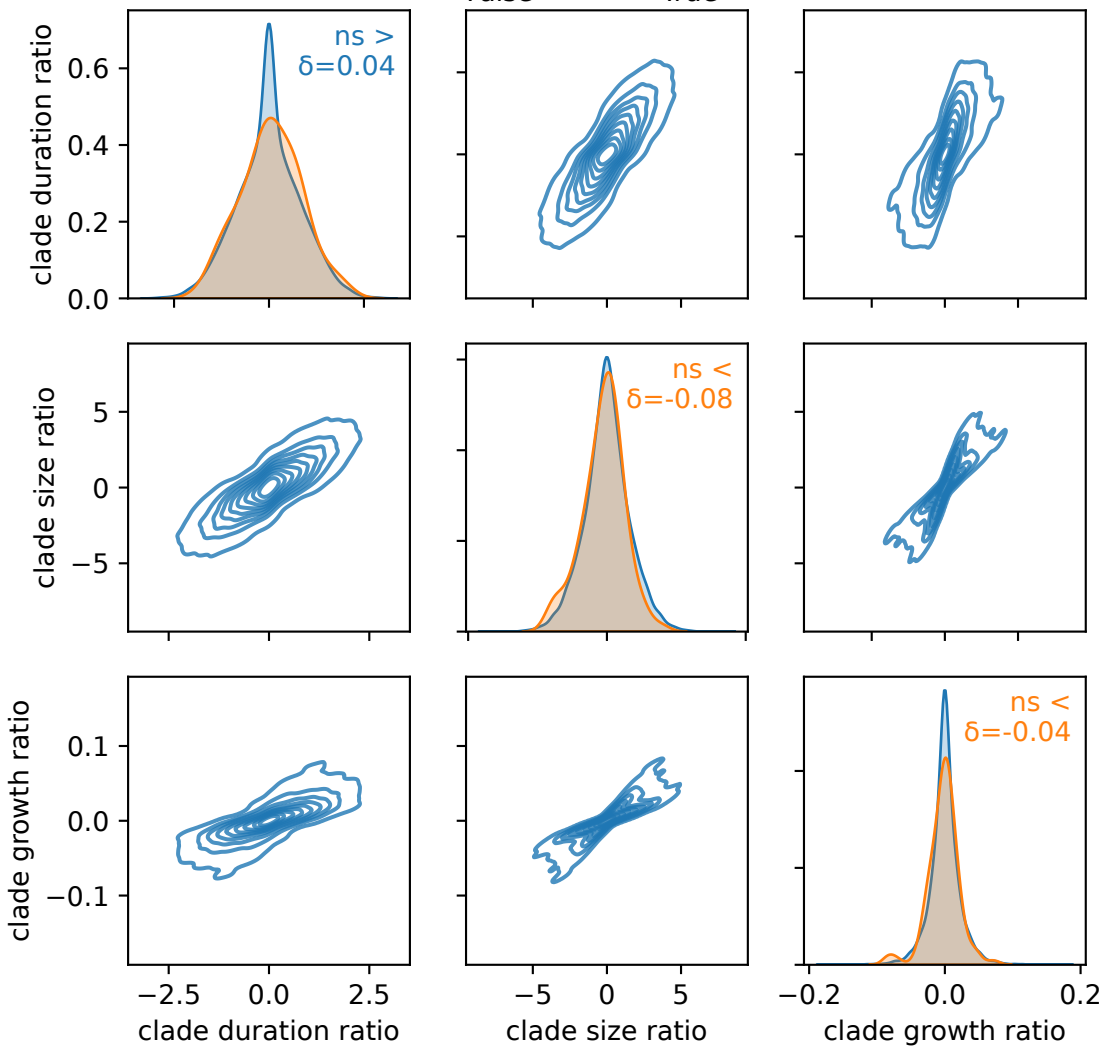 clade duration ratio
0.6
0.4
0.2
0.0
ns >
δ=0.04
clade size ratio
5
0
−5
ns <
δ=-0.08
clade growth ratio
0.1
0.0
−0.1
ns <
δ=-0.04
−2.5 0.0 2.5
clade duration ratio
−5 0 5
clade size ratio
−0.2 0.0 0.2
clade growth ratio